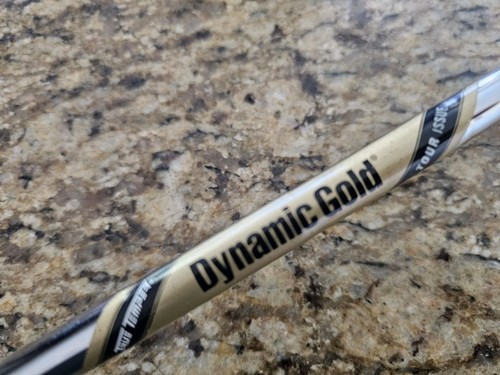 TRUE TEMPER
Dynamic Gold
TOUR ISSUE